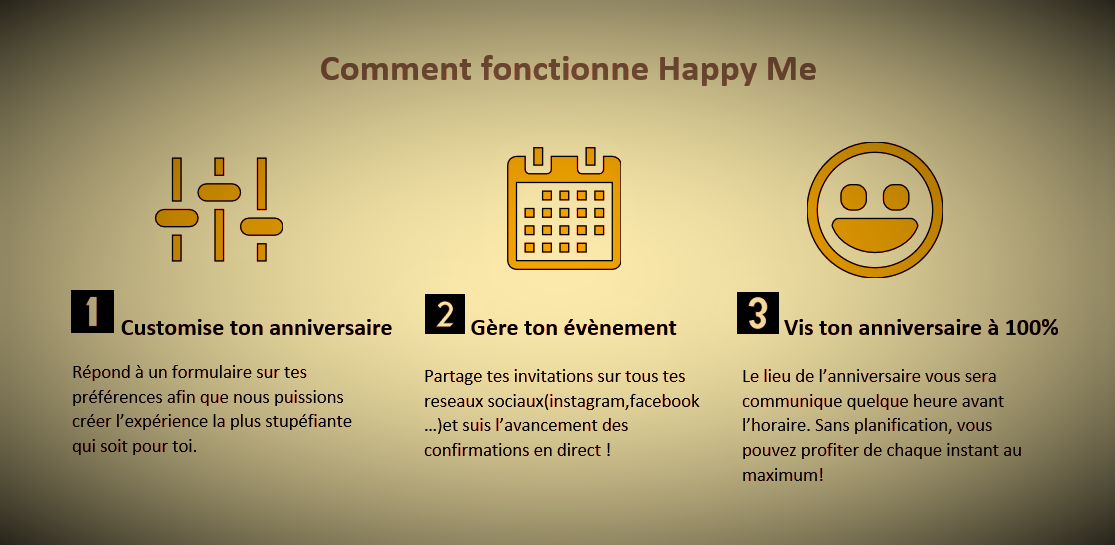 Comment fonctionne Happy Me
1 Customise ton anniversaire
Répond à un formulaire sur tes
préférences afin que nous puissions
créer l'expérience la plus stupéfiante
qui soit pour toi.
2 Gère ton évènement
Partage tes invitations sur tous tes
reseaux sociaux(instagram,facebook
...)et suis l'avancement des
confirmations en direct !
3 Vis ton anniversaire à 100%
Le lieu de l'anniversaire vous sera
communique quelque heure avant
l'horaire. Sans planification, vous
pouvez profiter de chaque instant au
maximum!